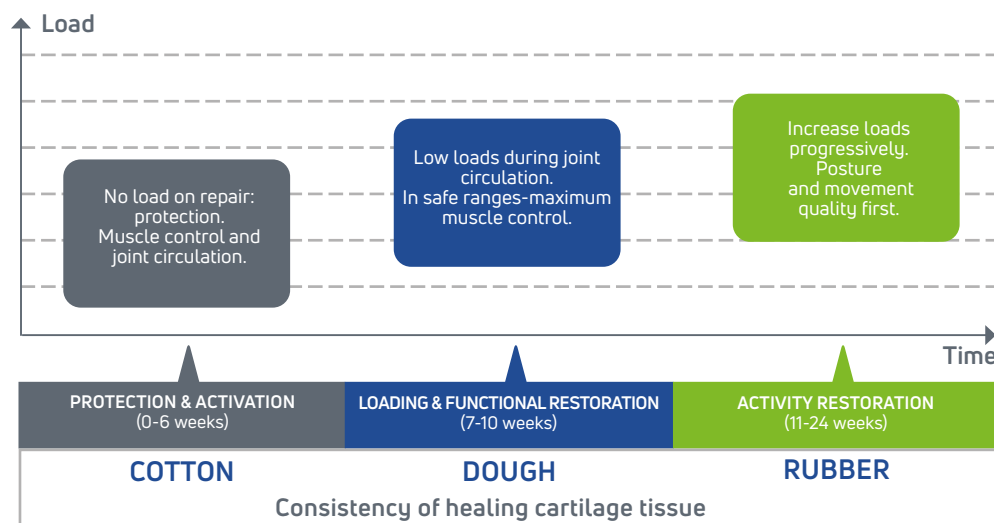 Load
No load on repair:
protection.
Muscle control and
joint circulation.
Low loads during joint
circulation.
In safe ranges-maximum
muscle control.
Increase loads
progressively.
Posture
and movement
quality first.
Time
PROTECTION & ACTIVATION
(0-6 weeks)
LOADING & FUNCTIONAL RESTORATION
(7-10 weeks)
ACTIVITY RESTORATION
(11-24 weeks)
COTTON
DOUGH
RUBBER
Consistency of healing cartilage tissue